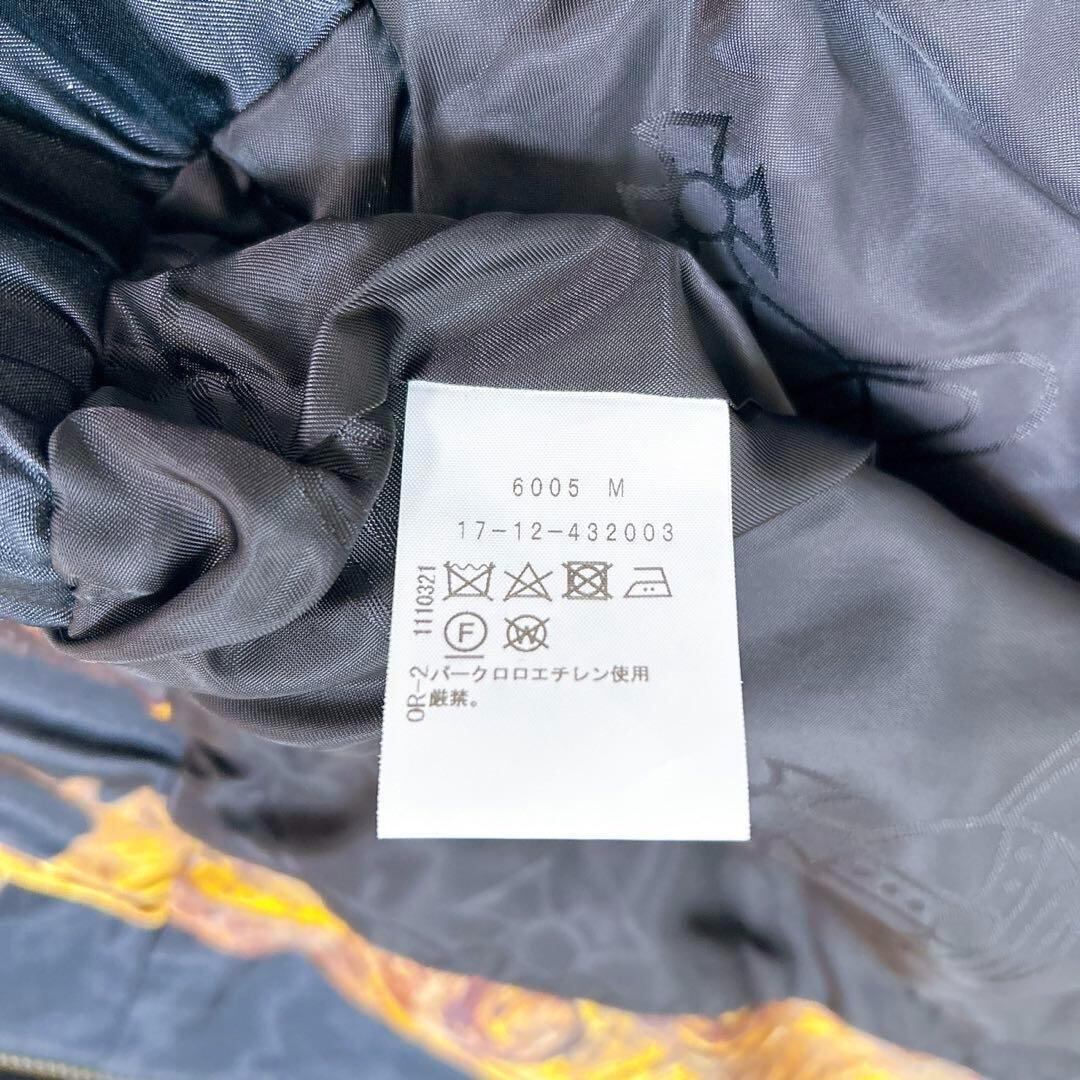 6005 M
17-12-432003
F
W
パークロロエチレン使用
厳禁。
OR-2 1110321